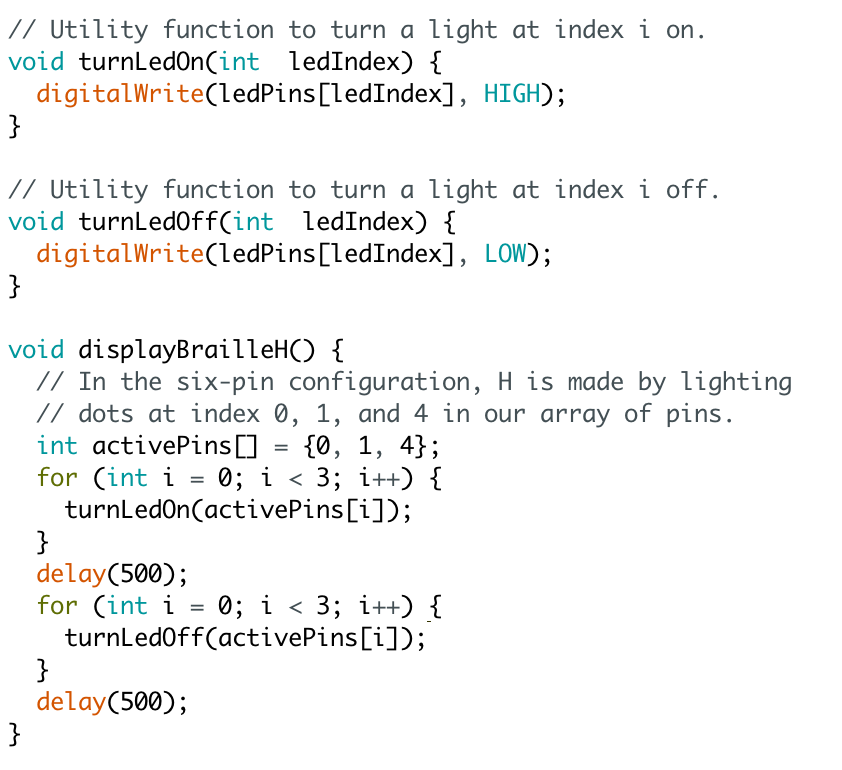 // Utility function to turn a light at index i on.
void turnLedOn(int  ledIndex) {
  digitalWrite(ledPins[ledIndex], HIGH);
}

// Utility function to turn a light at index i off.
void turnLedOff(int  ledIndex) {
  digitalWrite(ledPins[ledIndex], LOW);
}

void displayBrailleH() {
  // In the six-pin configuration, H is made by lighting
  // dots at index 0, 1, and 4 in our array of pins.
  int activePins[] = {0, 1, 4};
  for (int i = 0; i < 3; i++) {
    turnLedOn(activePins[i]);
  }
  delay(500);
  for (int i = 0; i < 3; i++) {
    turnLedOff(activePins[i]);
  }
  delay(500);
}